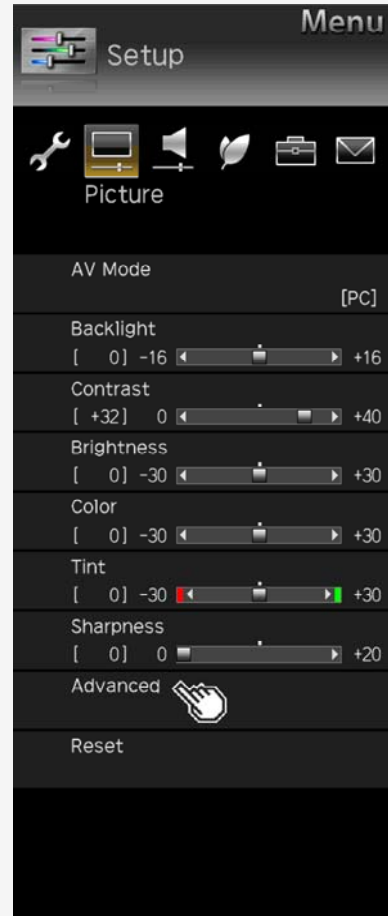 Menu
Setup
Picture
AV Mode
[PC]
Backlight
[ 0] -16 +16
Contrast
[ +32] 0 +40
Brightness
[ 0] -30 +30
Color
[ 0] -30 +30
Tint
[ 0] -30 +30
Sharpness
[ 0] 0 +20
Advanced
Reset